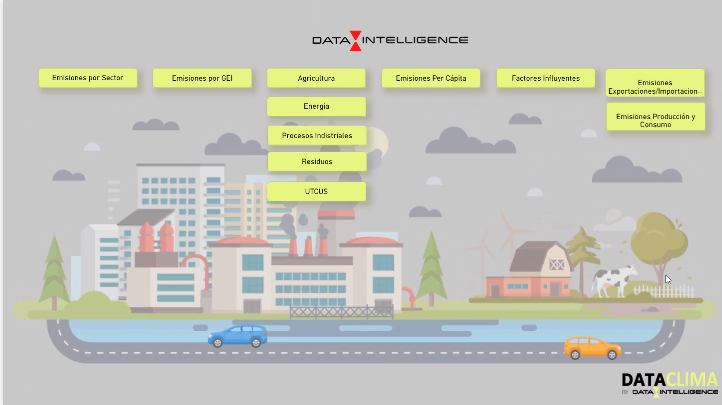 DATA INTELLIGENCE
Emisiones por Sector
Emisiones por GEI
Agricultura
Emisiones Per Cápita
Factores Influyentes
Emisiones
Exportaciones/Importacion...
Energía
Emisiones Producción y
Consumo
Procesos Indistriales
Residuos
UTCUS
DATACLIMA
BY DATA INTELLIGENCE